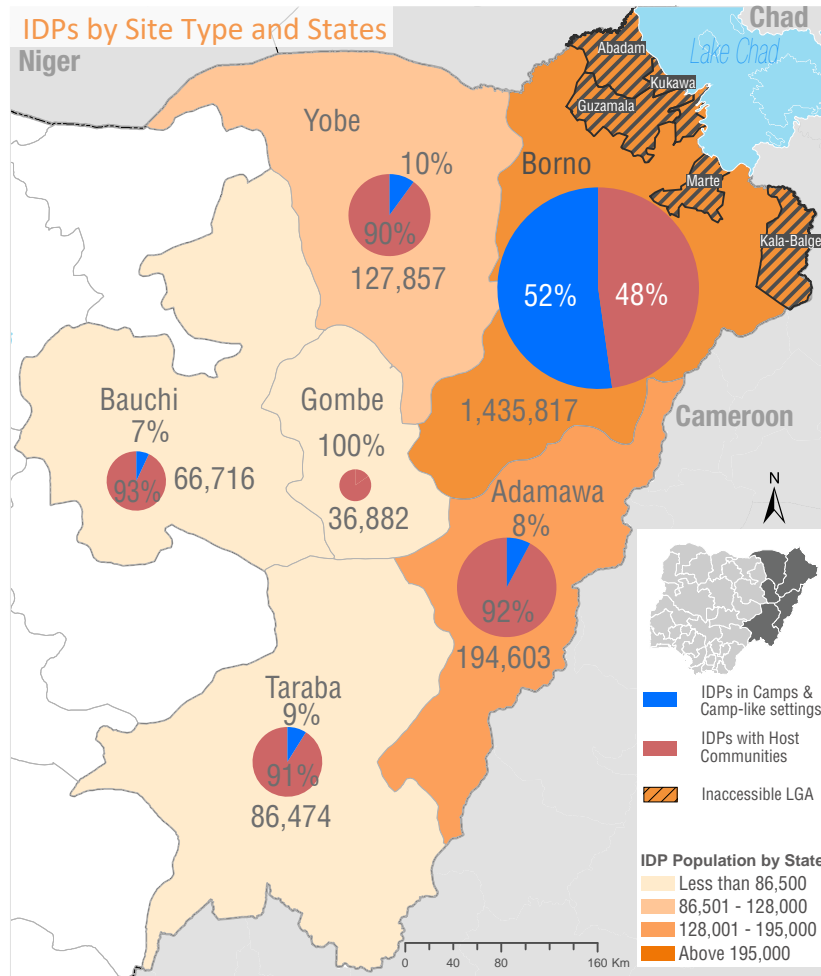 IDPs by Site Type and States
Chad
Niger
Lake Chad
Abadam
Kukawa
Guzamala
Yobe
Borno
10%
Marte
90%
Kala-Balge
127,857
52%
48%
Bauchi
Gombe
1,435,817
Cameroon
7%
100%
93%
66,716
36,882
Adamawa
8%
N
92%
194,603
Taraba
9%
91%
86,474
IDPs in Camps &
Camp-like settings
IDPs with Host
Communities
Inaccessible LGA
IDP Population by State
Less than 86,500
86,501 - 128,000
128,001 - 195,000
Above 195,000
0 40 80 160 Km